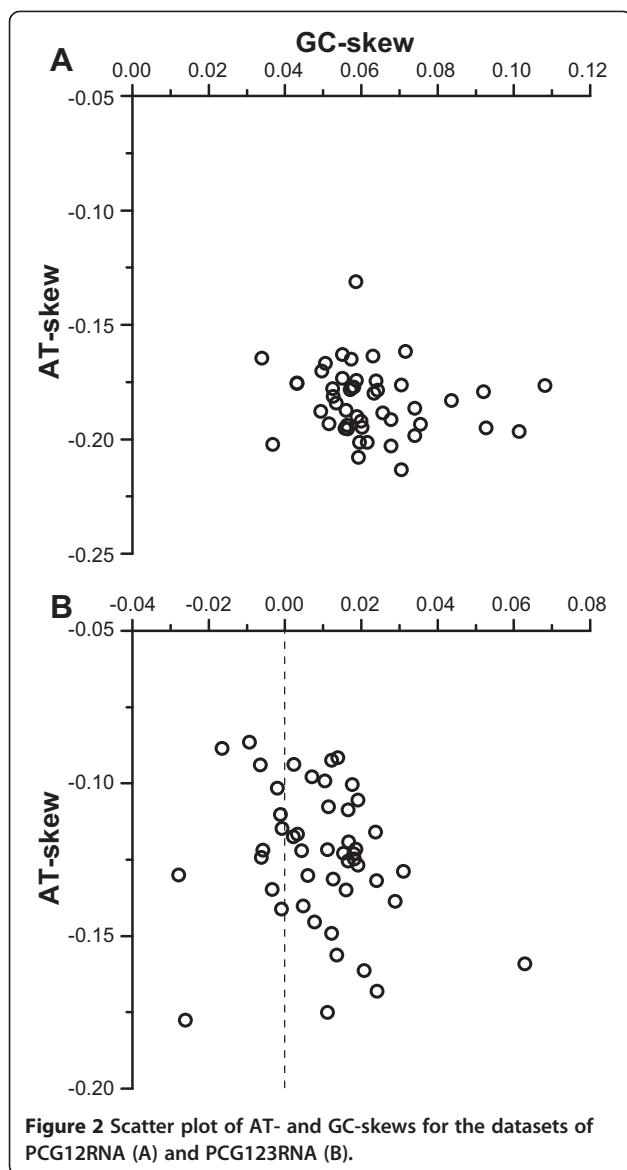 GC-skew
A
0.00 0.02 0.04 0.06 0.08 0.10 0.12
-0.05
-0.10
-0.15
-0.20
-0.25
AT-skew
B
-0.04 -0.02 0.00 0.02 0.04 0.06 0.08
-0.05
-0.10
-0.15
-0.20
AT-skew
Figure 2 Scatter plot of AT- and GC-skews for the datasets of
PCG12RNA (A) and PCG123RNA (B).